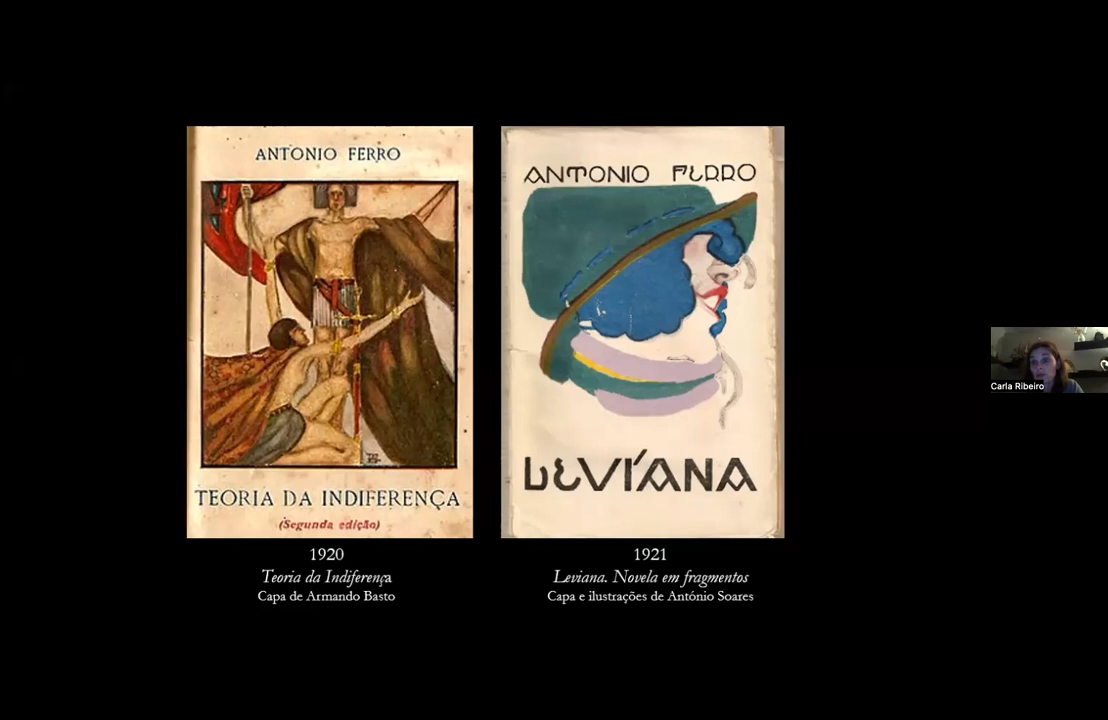 ANTONIO FERRO
TEORIA DA INDIFERENÇA
(Segunda edição)
1920
Teoria da Indiferença
Capa de Armando Basto
ANTONIO FERRO
LEVIANA
1921
Leviana. Novela em fragmentos
Capa e ilustrações de António Soares
Carla Ribeiro